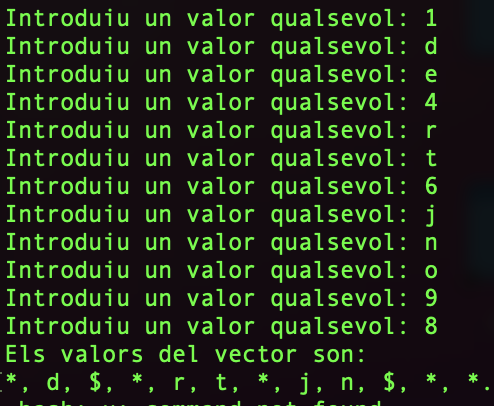 Introduiu un valor qualsevol: 1
Introduiu un valor qualsevol: d
Introduiu un valor qualsevol: e
Introduiu un valor qualsevol: 4
Introduiu un valor qualsevol: r
Introduiu un valor qualsevol: t
Introduiu un valor qualsevol: 6
Introduiu un valor qualsevol: j
Introduiu un valor qualsevol: n
Introduiu un valor qualsevol: o
Introduiu un valor qualsevol: 9
Introduiu un valor qualsevol: 8
Els valors del vector son:
*, d, $, *, r, t, *, j, n, $, *, *.
command not found